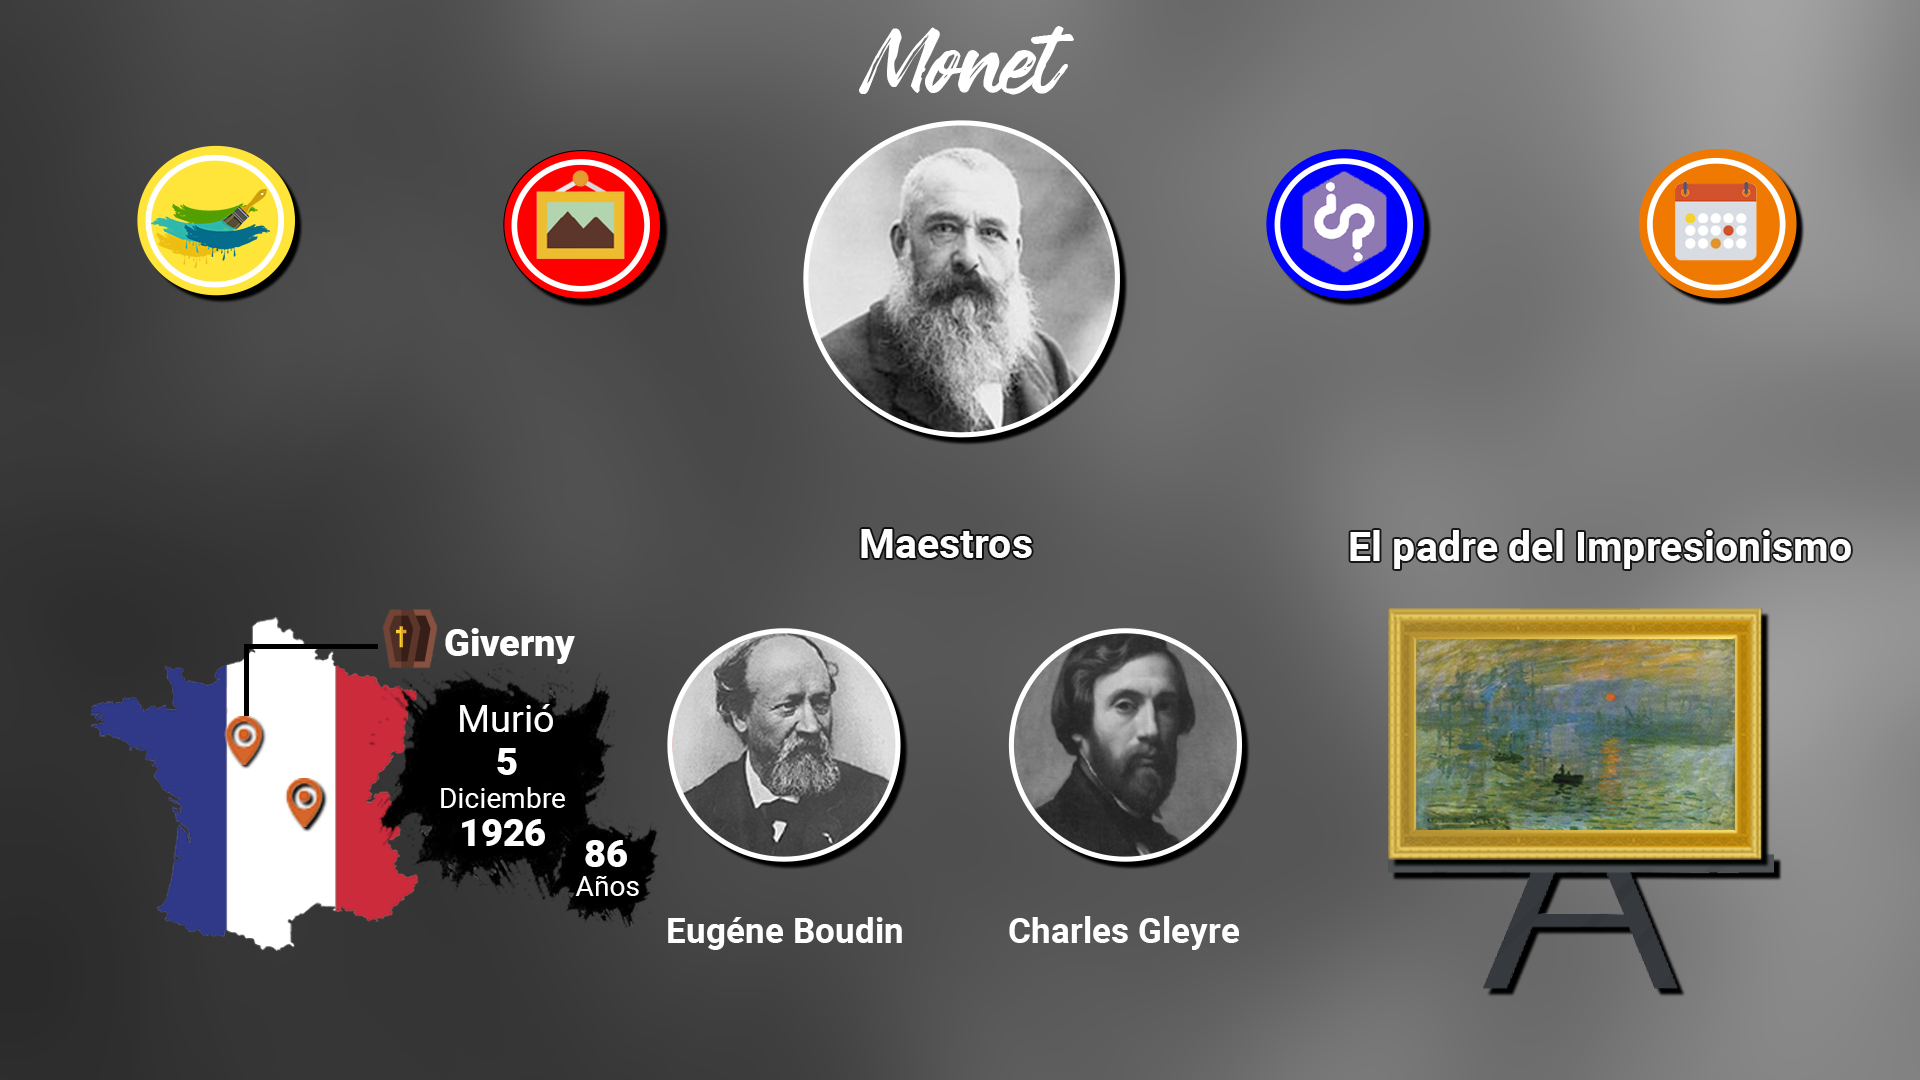 Monet
Maestros
El padre del Impresionismo
Giverny
Murió
5
Diciembre
1926
86
Años
Eugéne Boudin
Charles Gleyre